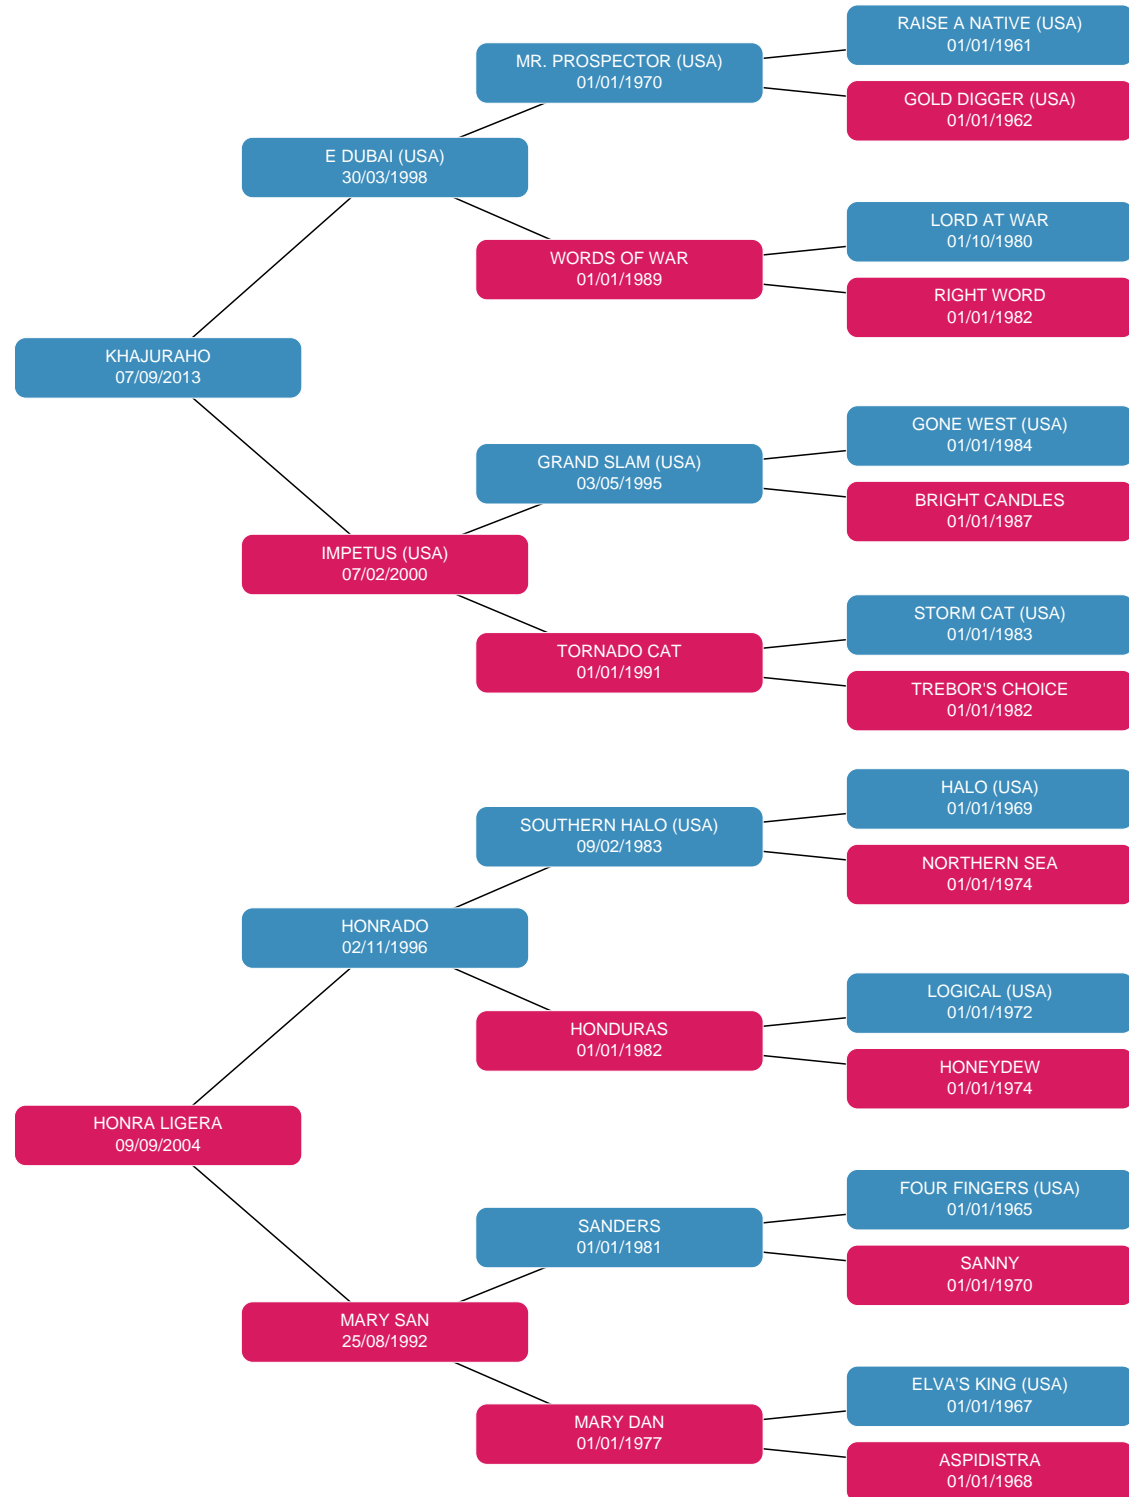 RAISE A NATIVE (USA)
01/01/1961
MR. PROSPECTOR (USA)
01/01/1970
GOLD DIGGER (USA)
01/01/1962
E DUBAI (USA)
30/03/1998
LORD AT WAR
01/10/1980
WORDS OF WAR
01/01/1989
RIGHT WORD
01/01/1982
KHAJURAHO
07/09/2013
GONE WEST (USA)
01/01/1984
GRAND SLAM (USA)
03/05/1995
BRIGHT CANDLES
01/01/1987
IMPETUS (USA)
07/02/2000
STORM CAT (USA)
01/01/1983
TORNADO CAT
01/01/1991
TREBOR'S CHOICE
01/01/1982
HALO (USA)
01/01/1969
SOUTHERN HALO (USA)
09/02/1983
NORTHERN SEA
01/01/1974
HONRADO
02/11/1996
LOGICAL (USA)
01/01/1972
HONDURAS
01/01/1982
HONEYDEW
01/01/1974
HONRA LIGERA
09/09/2004
FOUR FINGERS (USA)
01/01/1965
SANDERS
01/01/1981
SANNY
01/01/1970
MARY SAN
25/08/1992
ELVA'S KING (USA)
01/01/1967
MARY DAN
01/01/1977
ASPIDISTRA
01/01/1968